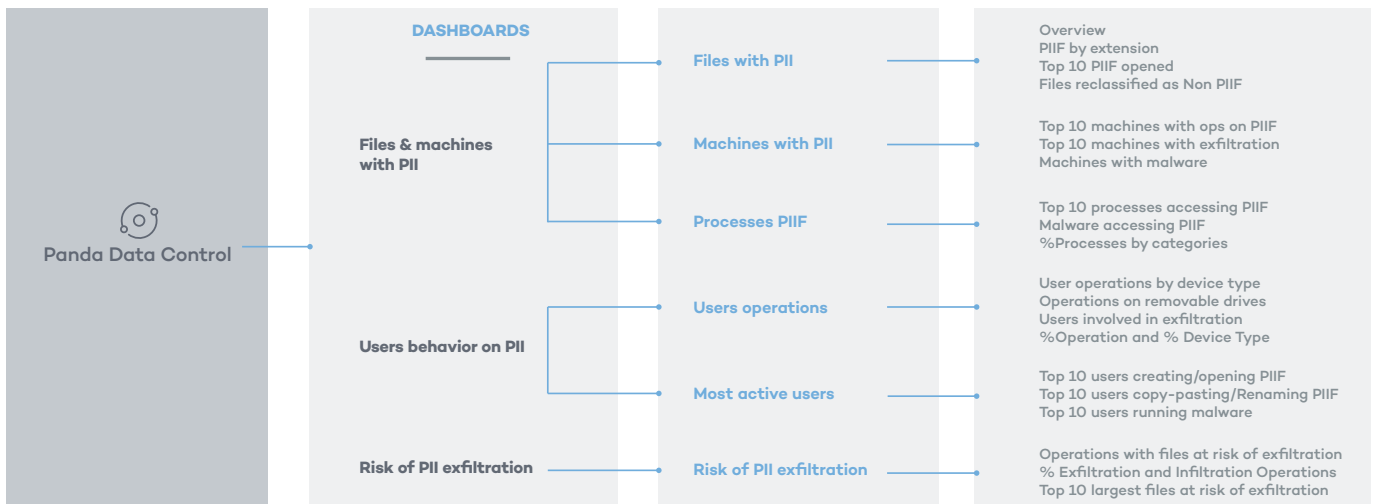 Panda Data Control
DASHBOARDS
Files & machines
with PII
Users behavior on PII
Risk of PII exfiltration
Files with PII
Machines with PII
Processes PIIF
Users operations
Most active users
Risk of PII exfiltration
Overview
PIIF by extension
Top 10 PIIF opened
Files reclassified as Non PIIF
Top 10 machines with ops on PIIF
Top 10 machines with exfiltration
Machines with malware
Top 10 processes accessing PIIF
Malware accessing PIIF
%Processes by categories
User operations by device type
Operations on removable drives
Users involved in exfiltration
%Operation and % Device Type
Top 10 users creating/opening PIIF
Top 10 users copy-pasting/Renaming PIIF
Top 10 users running malware
Operations with files at risk of exfiltration
% Exfiltration and Infiltration Operations
Top 10 largest files at risk of exfiltration